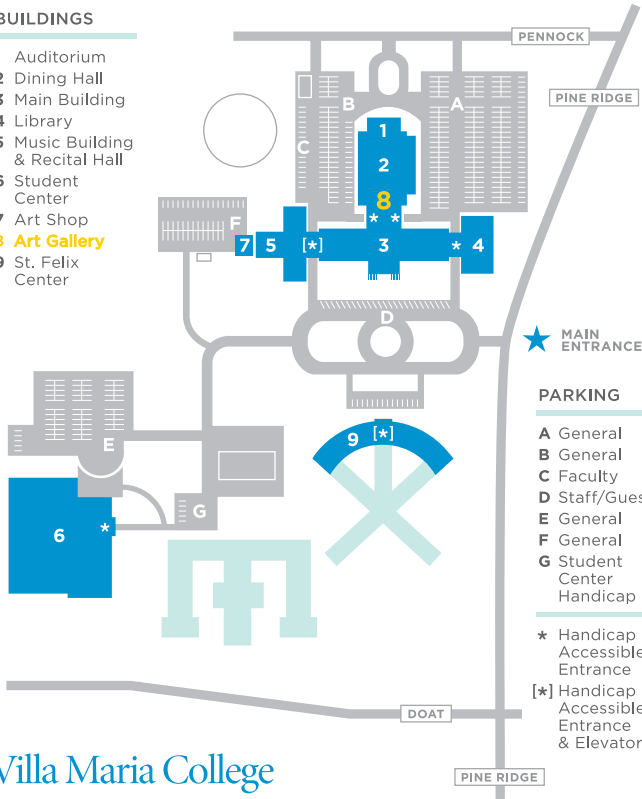 BUILDINGS
Auditorium
2 Dining Hall
3 Main Building
4 Library
5 Music Building
& Recital Hall
6 Student
Center
7 Art Shop
8 Art Gallery
9 St. Felix
Center
PENNOCK
PINE RIDGE
B
A
C
1
2
8
* *
F
7
5
[*]
3
*
4
D
MAIN
ENTRANCE
E
9
[*]
G
6
*
PARKING
A General
B General
C Faculty
D Staff/Gues
E General
F General
G Student
Center
Handicap
* Handicap
Accessible
Entrance
[*] Handicap
Accessible
Entrance
& Elevator
DOAT
PINE RIDGE
Villa Maria College